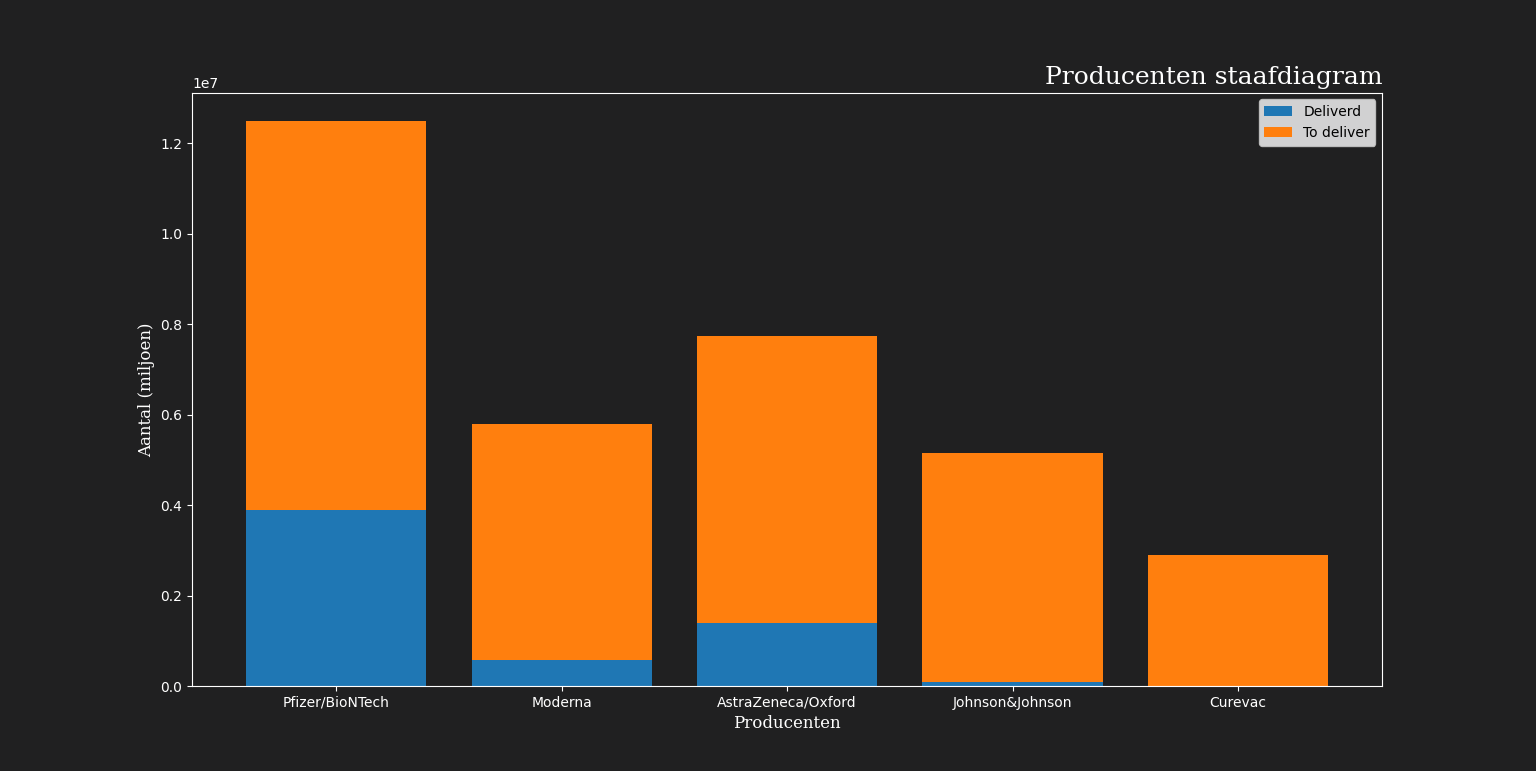 Producenten staafdiagram
1e7
Deliverd
To deliver
1.2
1.0
0.8
0.6
0.4
0.2
0.0
Aantal (miljoen)
Pfizer/BioNTech Moderna AstraZeneca/Oxford Johnson&Johnson Curevac
Producenten